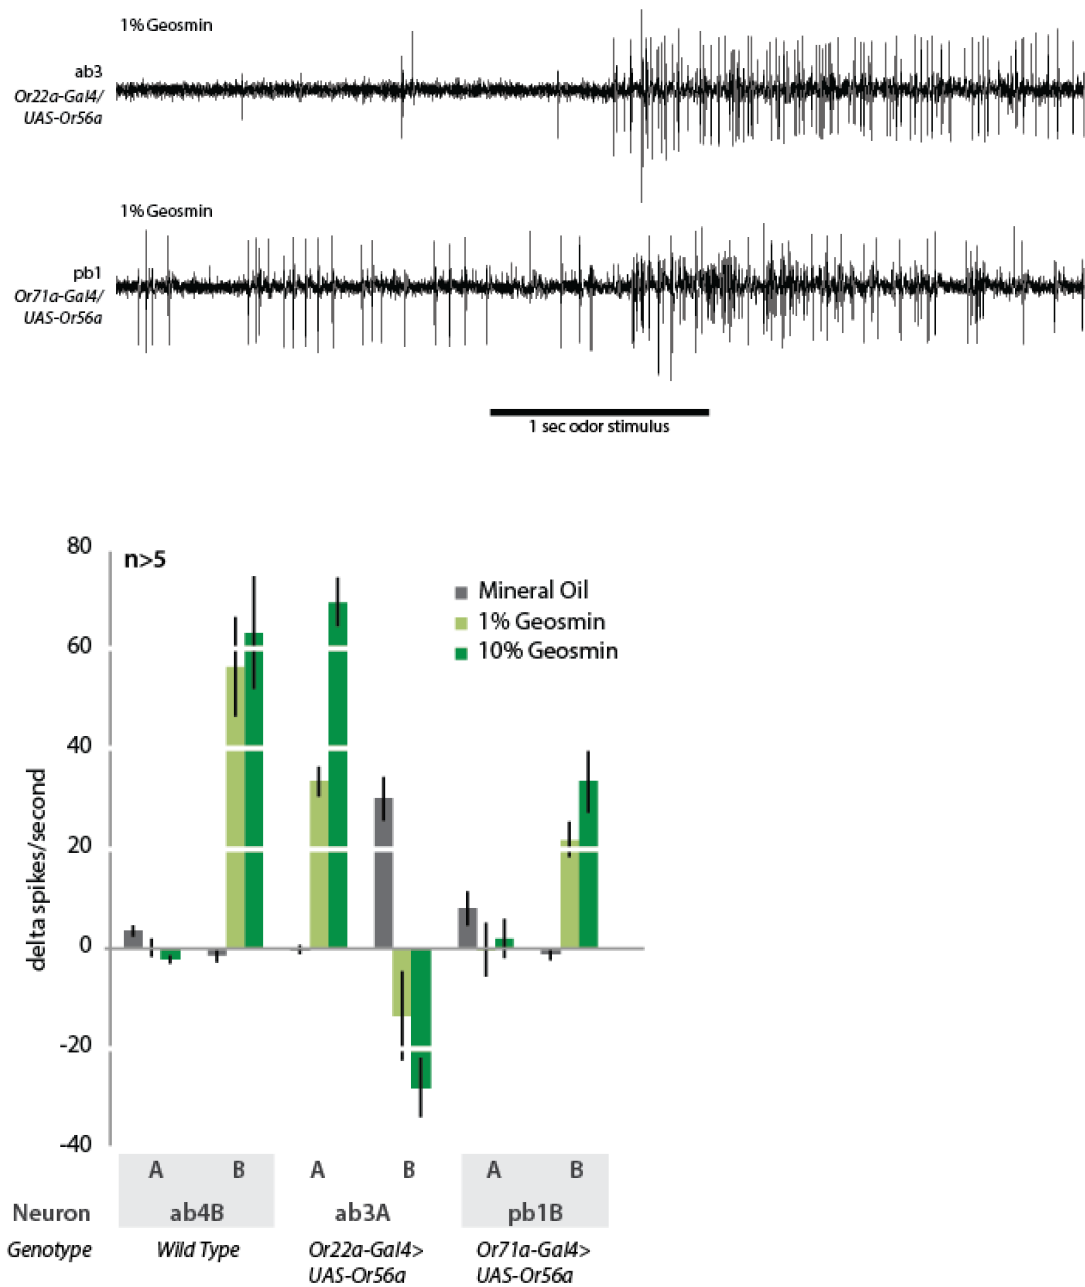 1% Geosmin
ab3
Or22a-Gal4/
UAS-Or56a
1% Geosmin
pb1
Or71a-Gal4/
UAS-Or56a
1 sec odor stimulus
80
n>5
Mineral Oil
1% Geosmin
10% Geosmin
60
40
20
0
-20
-40
delta spikes/second
A B A B A B
Neuron ab4B ab3A pb1B
Genotype Wild Type Or22a-Gal4> Or71a-Gal4>
UAS-Or56a UAS-Or56a